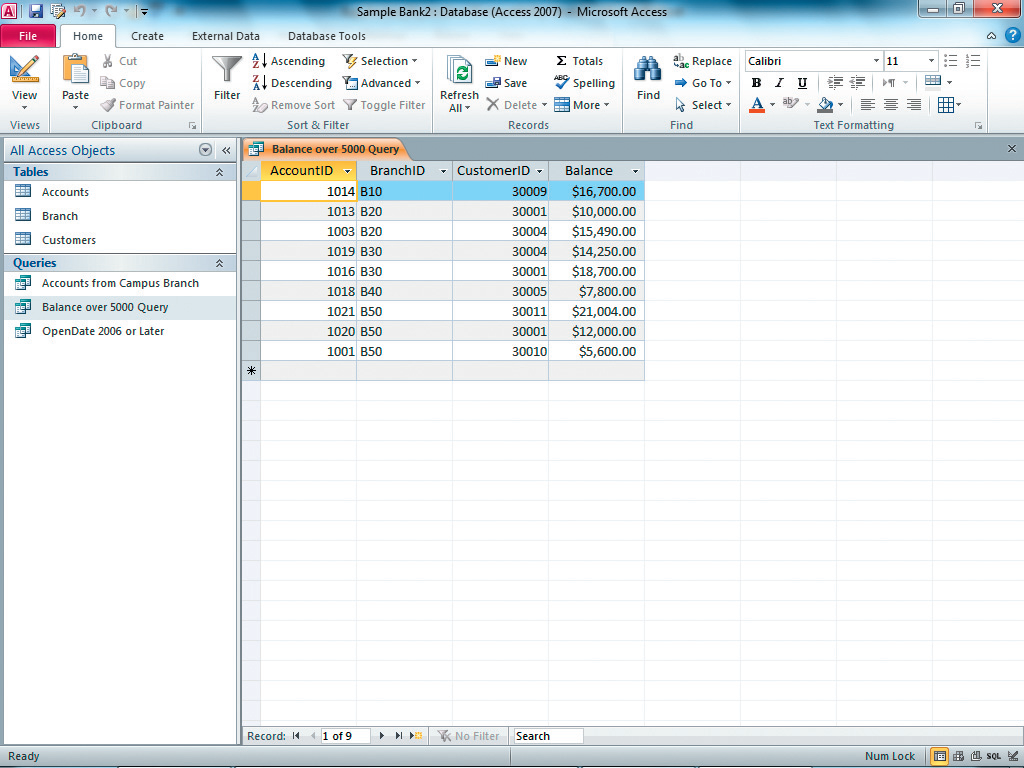 Sample Bank2 : Database (Access 2007) - Microsoft Access
File Home Create External Data Database Tools
View
Views
Paste
Cut
Copy
Format Painter
Clipboard
Filter
Ascending
Descending
Remove Sort
Selection
Advanced
Toggle Filter
Sort & Filter
Refresh
All
New
Save
Delete
Totals
Spelling
More
Records
Find
Replace
Go To
Select
Find
Calibri 11
B I U
Text Formatting
All Access Objects
Tables
Accounts
Branch
Customers
Queries
Accounts from Campus Branch
Balance over 5000 Query
OpenDate 2006 or Later
Balance over 5000 Query
AccountID BranchID CustomerID Balance
1014 B10 30009 $16,700.00
1013 B20 30001 $10,000.00
1003 B20 30004 $15,490.00
1019 B30 30004 $14,250.00
1016 B30 30001 $18,700.00
1018 B40 30005 $7,800.00
1021 B50 30011 $21,004.00
1020 B50 30001 $12,000.00
1001 B50 30010 $5,600.00
Record: 1 of 9 No Filter Search
Ready Num Lock SQL